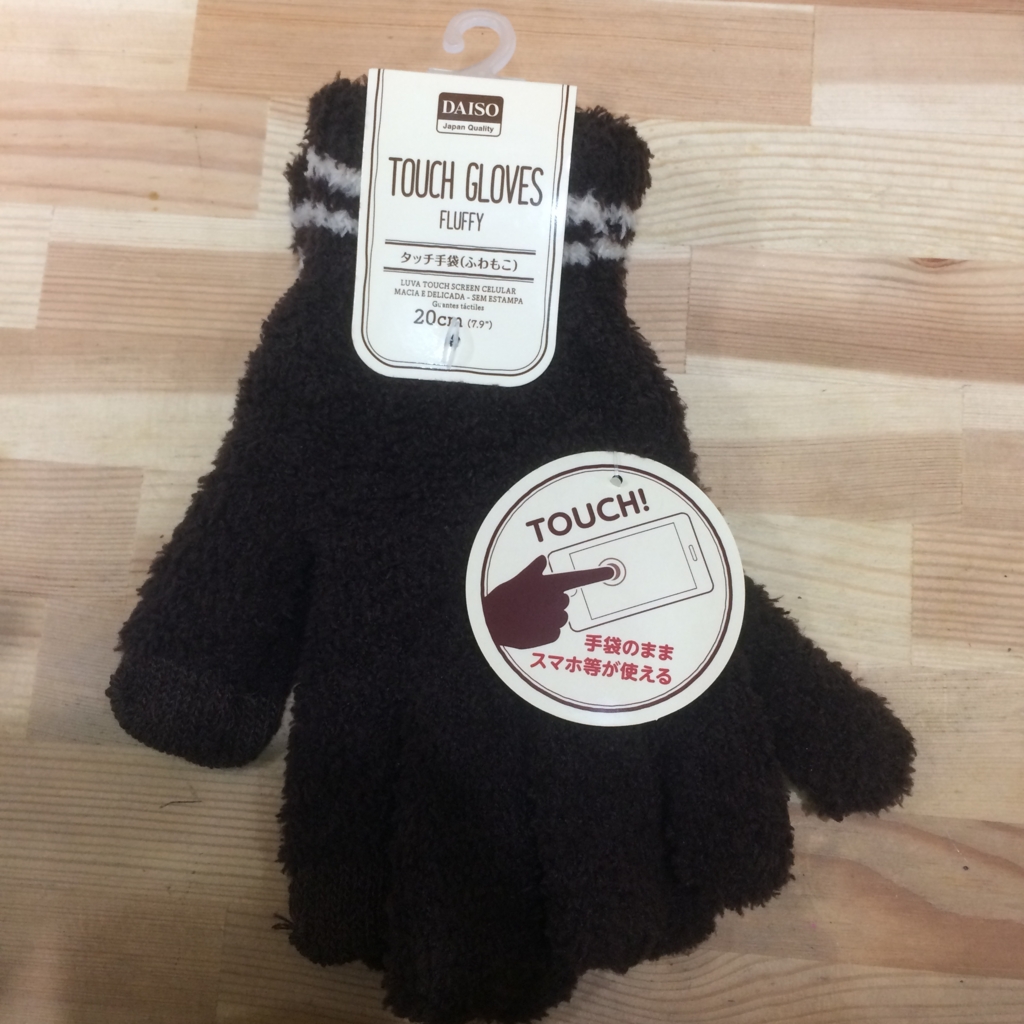 DAISO
Japan Quality
TOUCH GLOVES
FLUFFY
タッチ手袋(ふわもこ)
LUVA TOUCH SCREEN CELULAR
MACIA E DELICADA - SEM ESTAMPA
Guantes táctiles
20cm (7.9")
TOUCH!
手袋のまま
スマホ等が使える